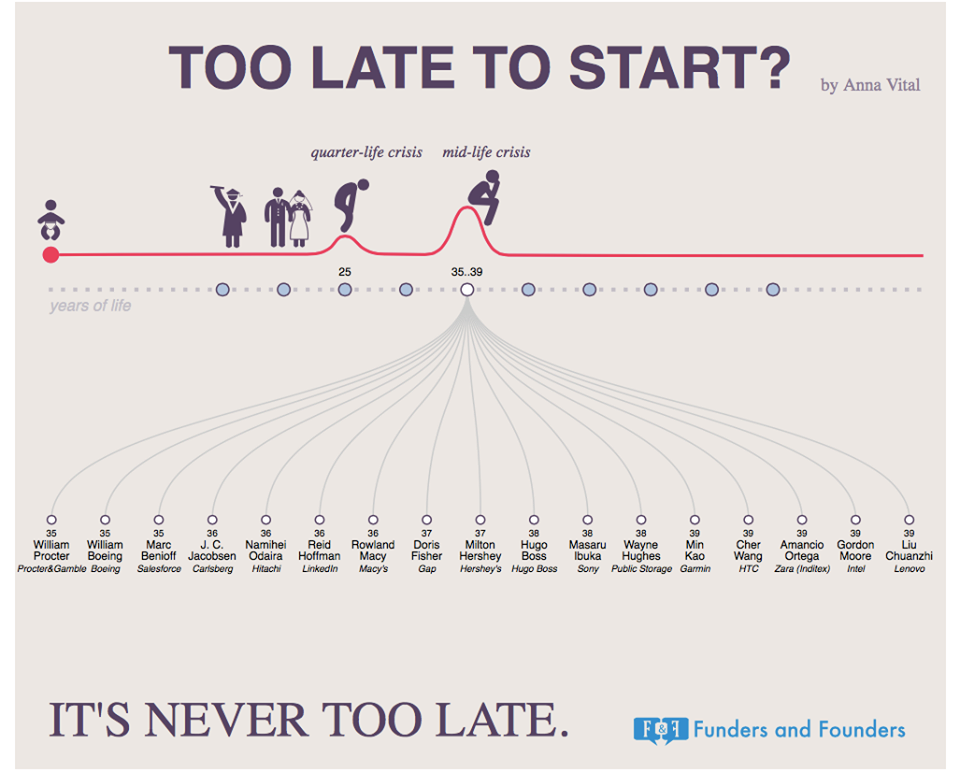 TOO LATE TO START?
by Anna Vital
quarter-life crisis
mid-life crisis
25
35..39
years of life
35
William
Procter
Procter&Gamble
35
William
Boeing
Boeing
35
Marc
Benioff
Salesforce
36
J. C.
Jacobsen
Carlsberg
36
Namihei
Odaira
Hitachi
36
Reid
Hoffman
LinkedIn
36
Rowland
Macy
Macy's
37
Doris
Fisher
Gap
37
Milton
Hershey
Hershey's
38
Hugo
Boss
Hugo Boss
38
Masaru
Ibuka
Sony
38
Wayne
Hughes
Public Storage
39
Min
Kao
Garmin
39
Cher
Wang
HTC
39
Amancio
Ortega
Zara (Inditex)
39
Gordon
Moore
Intel
39
Liu
Chuanzhi
Lenovo
IT'S NEVER TOO LATE.
F&F Funders and Founders